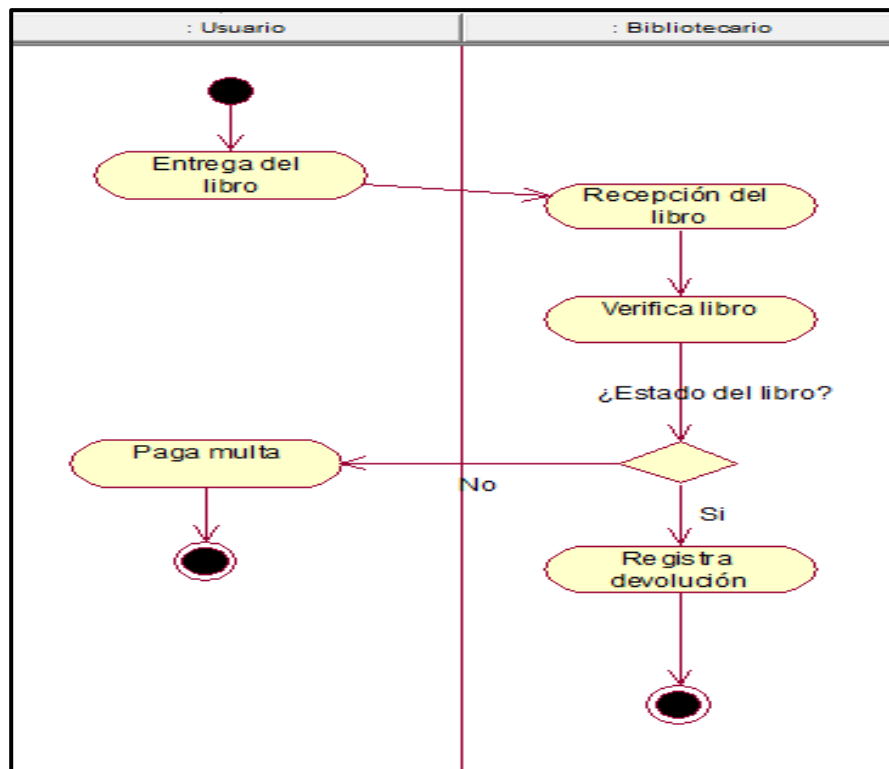 : Usuario
: Bibliotecario
Entrega del
libro
Recepción del
libro
Verifica libro
¿Estado del libro?
Paga multa
No
Si
Registra
devolución